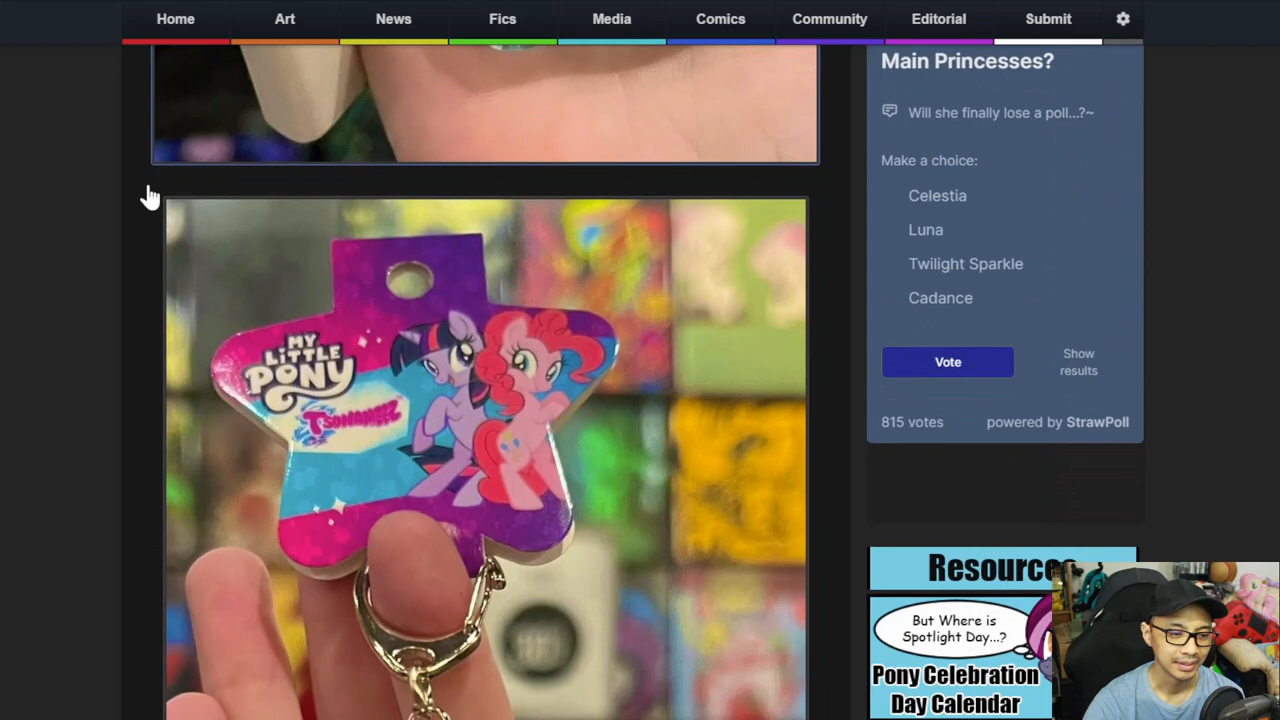 Home Art News Fics Media Comics Community Editorial Submit
Main Princesses?
Will she finally lose a poll...?~
Make a choice:
Celestia
Luna
Twilight Sparkle
Cadance
Vote
Show
results
815 votes powered by StrawPoll
MY
LITTLE
PONY
TSUNAMEEZ
Resources
But Where is
Spotlight Day...?
Pony Celebration
Day Calendar